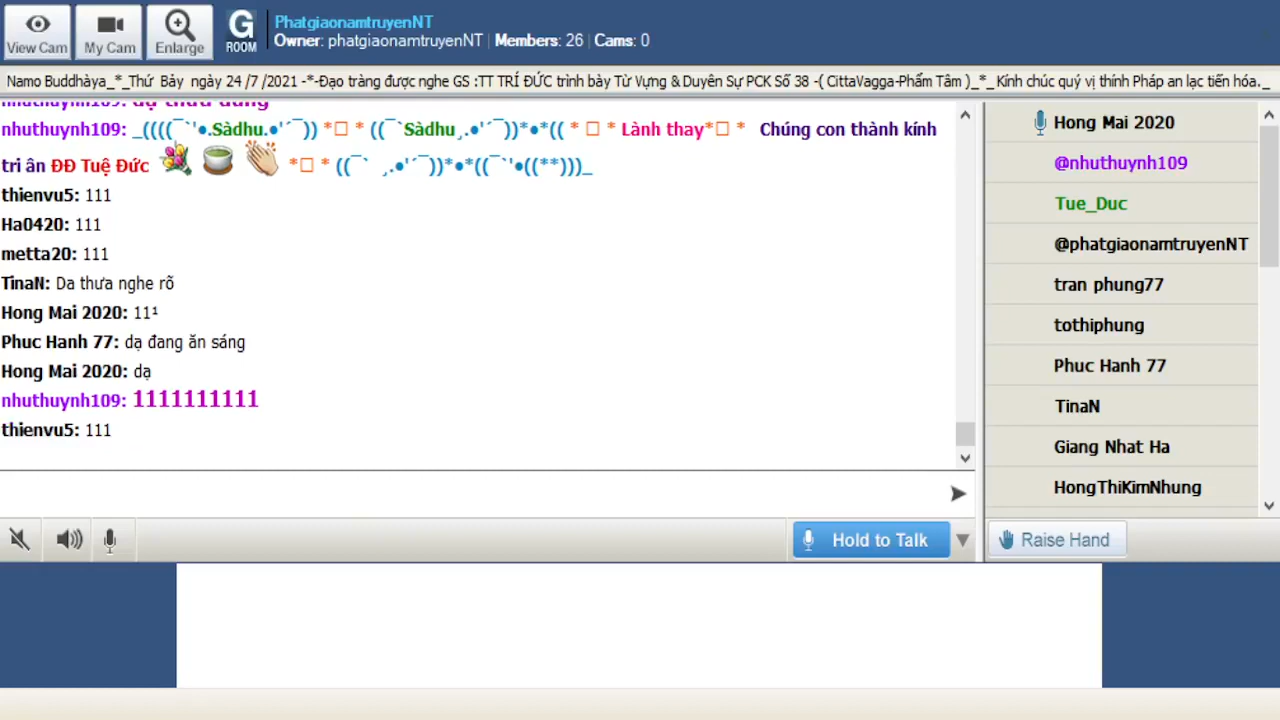 View Cam
My Cam
Enlarge
G
ROOM
PhatgiaonamtruyenNT
Owner: phatgiaonamtruyenNT | Members: 26 | Cams: 0
Namo Buddhàya_*_Thứ Bảy ngày 24 /7 /2021 -*-Đạo tràng được nghe GS :TT TRÍ ĐỨC trình bày Từ Vựng & Duyên Sự PCK Số 38 -( CittaVagga-Phẩm Tâm )_*_Kính chúc quý vị thính Pháp an lạc tiến hóa._
nhuthuynh109: dạ thưa đúng
nhuthuynh109: _((((¯`'●.Sàdhu.●'´¯)) *□ * ((¯`Sàdhu¸.●'´¯))*●*(( * □ * Lành thay*□ * Chúng con thành kính
tri ân ĐĐ Tuệ Đức *□ * ((¯` ¸.●'´¯))*●*((¯`'●((**)))_
thienvu5: 111
Ha0420: 111
metta20: 111
TinaN: Da thưa nghe rõ
Hong Mai 2020: 11¹
Phuc Hanh 77: dạ đang ăn sáng
Hong Mai 2020: dạ
nhuthuynh109: 1111111111
thienvu5: 111
Hong Mai 2020
@nhuthuynh109
Tue_Duc
@phatgiaonamtruyenNT
tran phung77
tothiphung
Phuc Hanh 77
TinaN
Giang Nhat Ha
HongThiKimNhung
Hold to Talk
Raise Hand